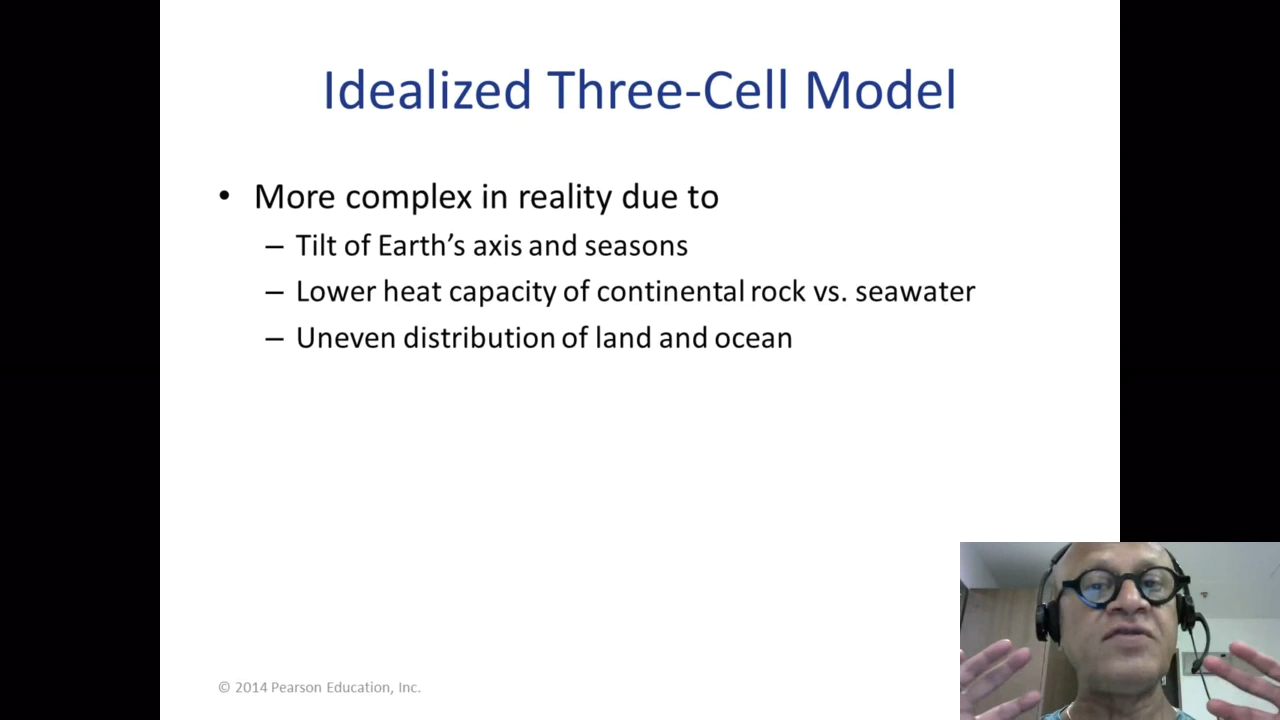 Idealized Three-Cell Model
• More complex in reality due to
– Tilt of Earth’s axis and seasons
– Lower heat capacity of continental rock vs. seawater
– Uneven distribution of land and ocean
© 2014 Pearson Education, Inc.